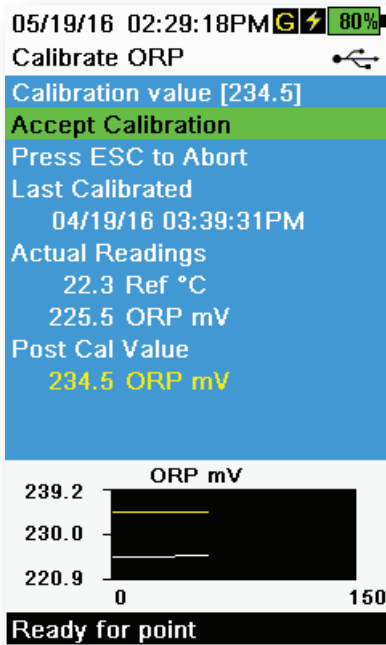 05/19/16 02:29:18PM G 80%
Calibrate ORP
Calibration value [234.5]
Accept Calibration
Press ESC to Abort
Last Calibrated
04/19/16 03:39:31PM
Actual Readings
22.3 Ref °C
225.5 ORP mV
Post Cal Value
234.5 ORP mV
ORP mV
239.2
230.0
220.9
0 150
Ready for point